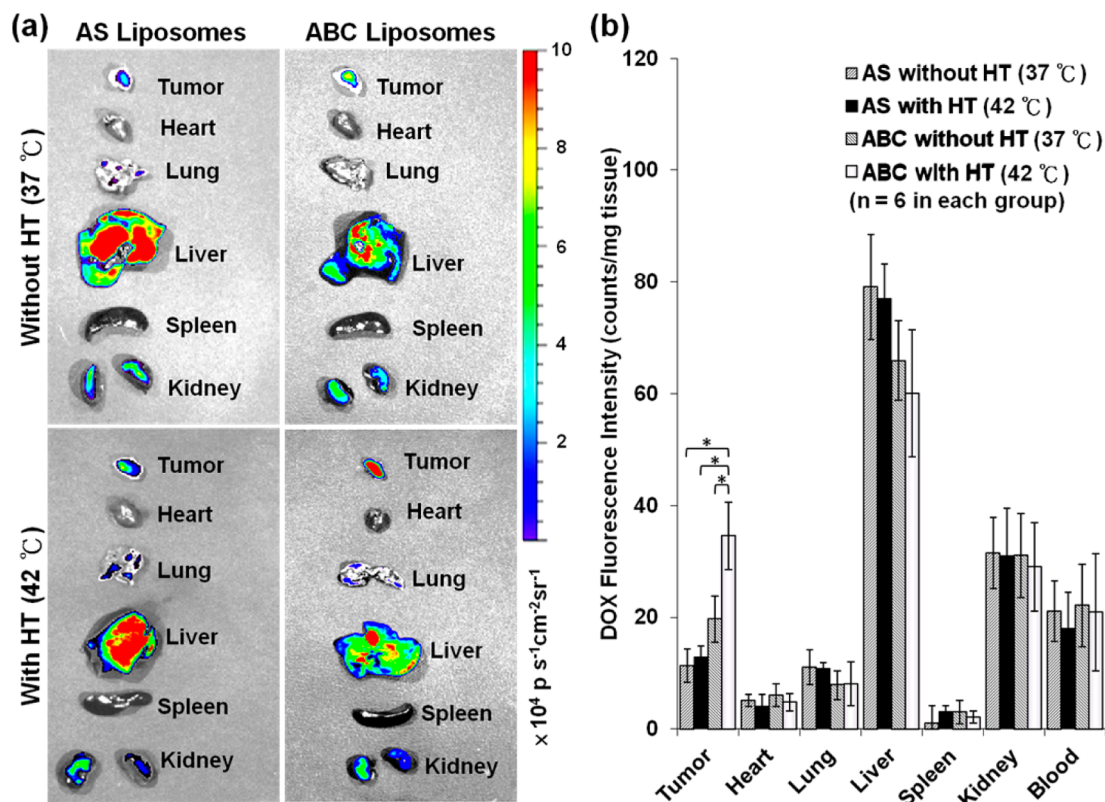 (a) AS Liposomes ABC Liposomes
Without HT (37 ℃)
Tumor
Heart
Lung
Liver
Spleen
Kidney
Tumor
Heart
Lung
Liver
Spleen
Kidney
With HT (42 ℃)
Tumor
Heart
Lung
Liver
Spleen
Kidney
Tumor
Heart
Lung
Liver
Spleen
Kidney
10
8
6
4
2
× 10⁴ p s⁻¹cm⁻²sr⁻¹
(b)
DOX Fluorescence Intensity (counts/mg tissue)
120
100
80
60
40
20
0
AS without HT (37 ℃)
AS with HT (42 ℃)
ABC without HT (37 ℃)
ABC with HT (42 ℃)
(n = 6 in each group)
*
*
*
Tumor
Heart
Lung
Liver
Spleen
Kidney
Blood